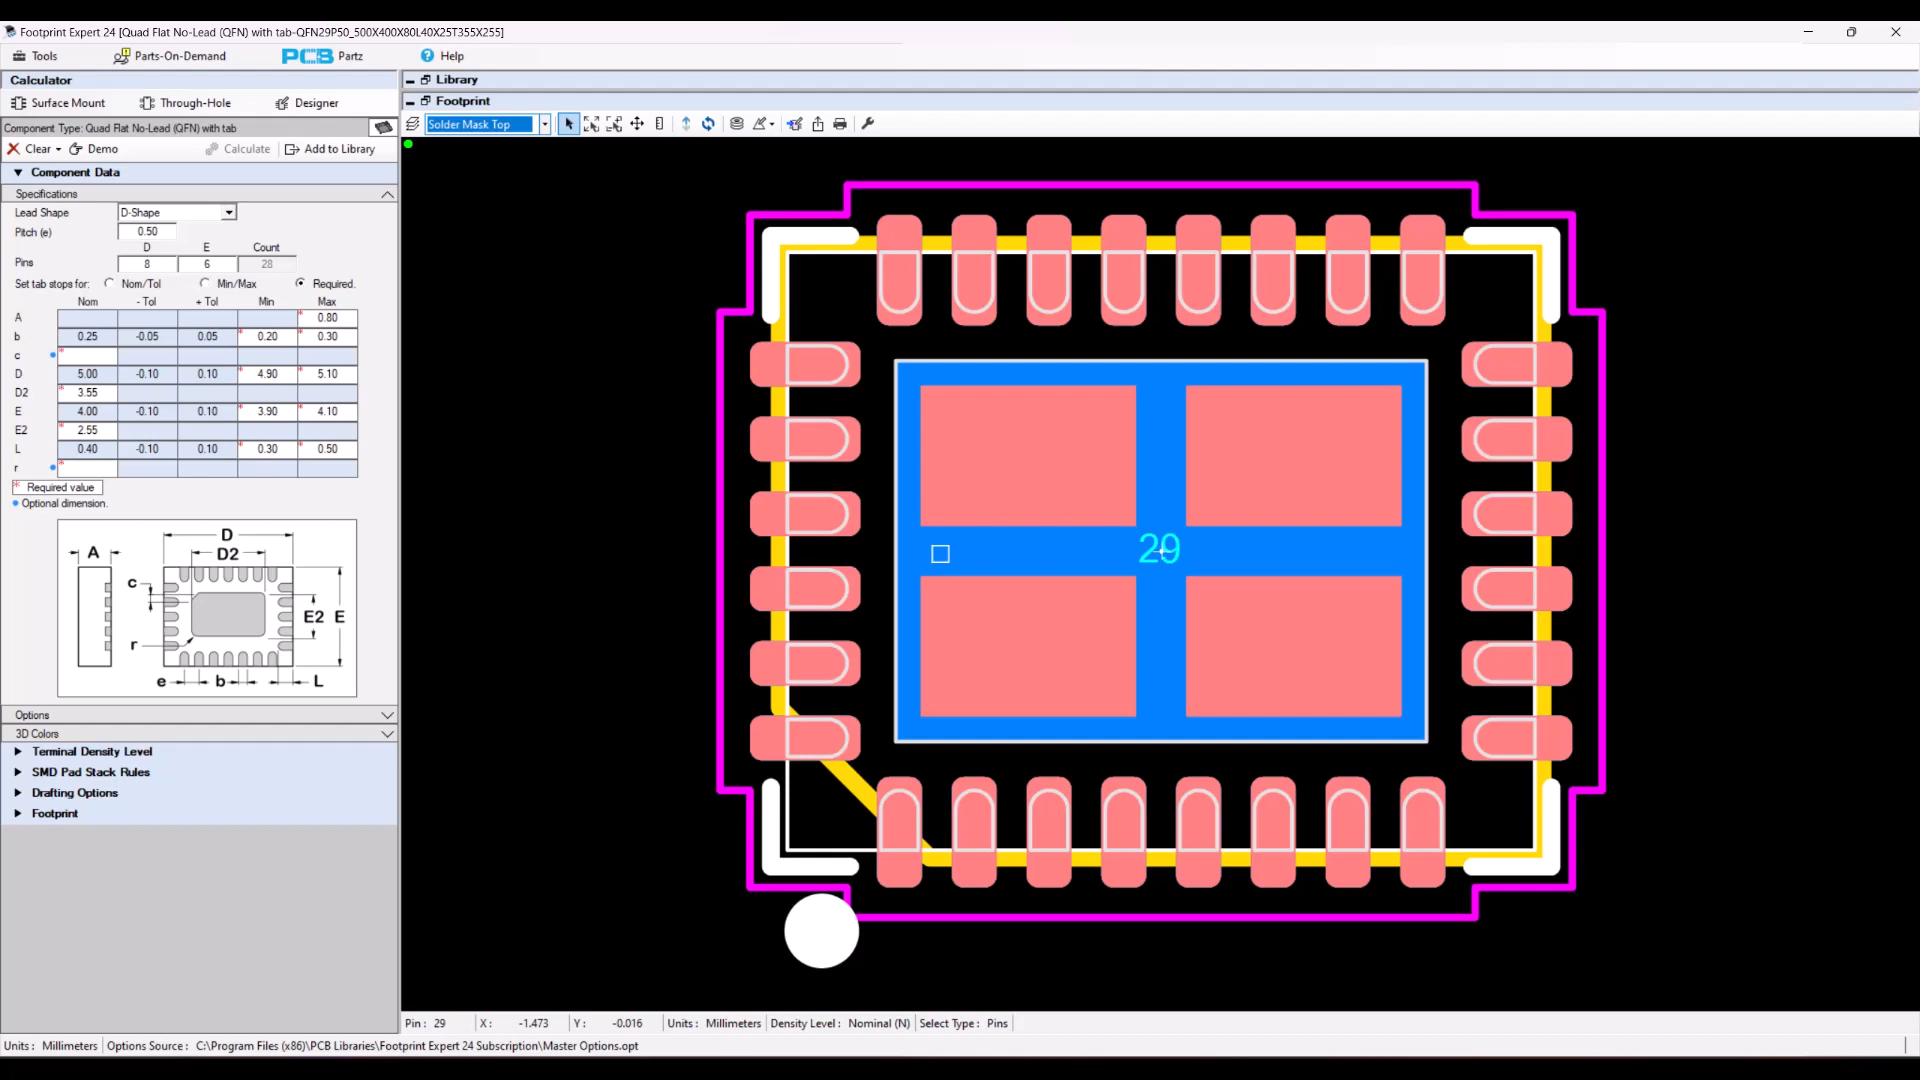 Footprint Expert 24 [Quad Flat No-Lead (QFN) with tab-QFN29P50_500X400X80L40X25T355X255]
Tools Parts-On-Demand PCB Partz Help
Calculator
Library
Surface Mount Through-Hole Designer
Footprint
Component Type: Quad Flat No-Lead (QFN) with tab
Solder Mask Top
Clear Demo Calculate Add to Library
Component Data
Specifications
Lead Shape D-Shape
Pitch (e) 0.50
D E Count
Pins 8 6 28
Set tab stops for: Nom/Tol Min/Max Required.
Nom - Tol + Tol Min Max
A * 0.80
b 0.25 -0.05 0.05 * 0.20 * 0.30
c *
D 5.00 -0.10 0.10 * 4.90 * 5.10
D2 * 3.55
E 4.00 -0.10 0.10 * 3.90 * 4.10
E2 * 2.55
L 0.40 -0.10 0.10 * 0.30 * 0.50
r *
* Required value
Optional dimension.
D
A D2
c
E2 E
r
e b L
29
Options
3D Colors
Terminal Density Level
SMD Pad Stack Rules
Drafting Options
Footprint
Pin : 29 X : -1.473 Y : -0.016 Units : Millimeters Density Level : Nominal (N) Select Type : Pins
Units : Millimeters Options Source : C:\Program Files (x86)\PCB Libraries\Footprint Expert 24 Subscription\Master Options.opt